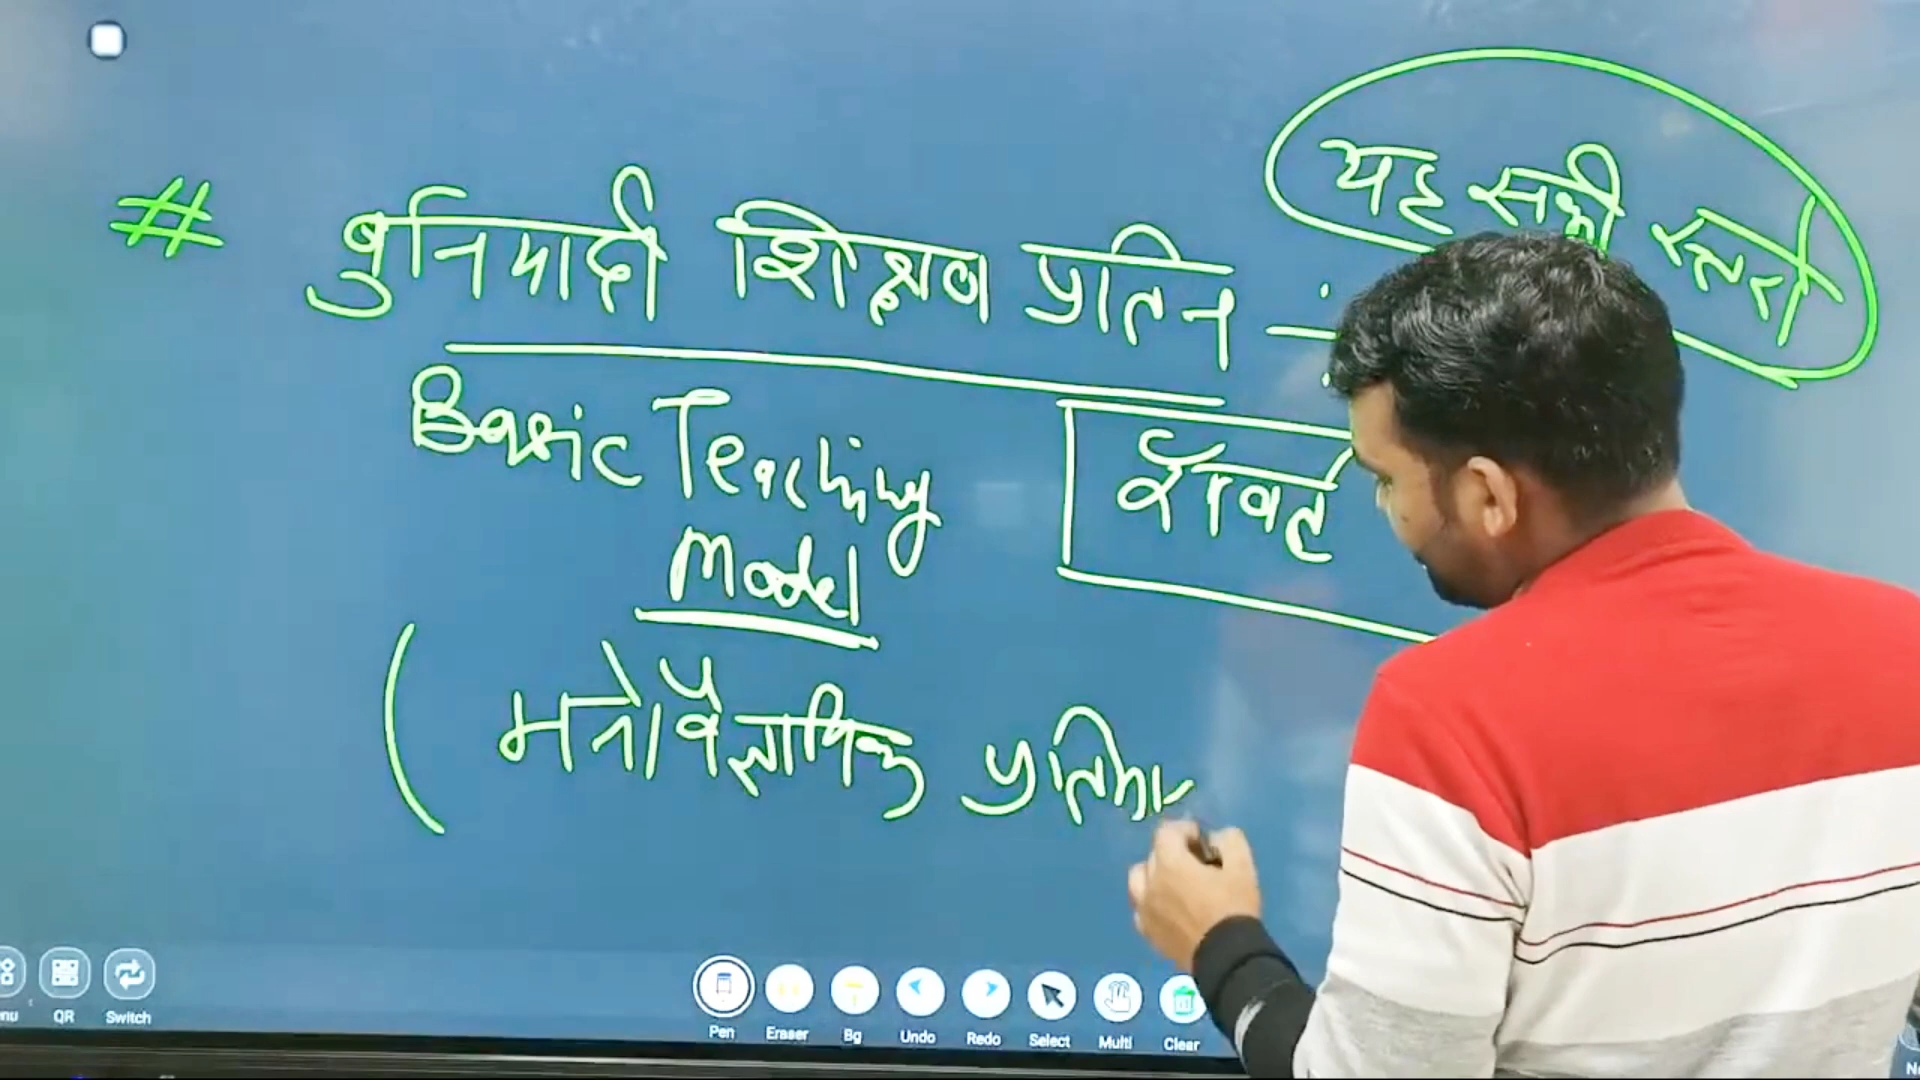 यह सभी स्तरों
# बुनियादी शिक्षण प्रतिमान :
Basic Teaching
Model
(मनोवैज्ञानिक प्रतिमान
QR
Switch
Pen
Eraser
Bg
Undo
Redo
Select
Multi
Clear